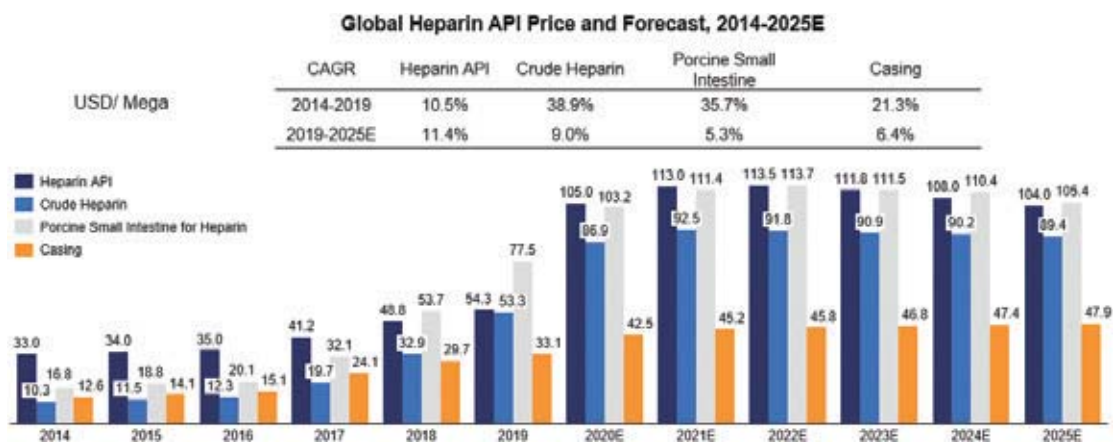 Global Heparin API Price and Forecast, 2014-2025E
CAGR Heparin API Crude Heparin Porcine Small Intestine Casing
USD/ Mega
2014-2019 10.5% 38.9% 35.7% 21.3%
2019-2025E 11.4% 9.0% 5.3% 6.4%
Heparin API
Crude Heparin
Porcine Small Intestine for Heparin
Casing
33.0 10.3 16.8 12.6
34.0 11.5 18.8 14.1
35.0 12.3 20.1 15.1
41.2 19.7 32.1 24.1
48.8 32.9 53.7 29.7
54.3 53.3 77.5 33.1
105.0 86.9 103.2 42.5
113.0 92.5 111.4 45.2
113.5 91.8 113.7 45.8
111.8 90.9 111.5 46.8
108.0 90.2 110.4 47.4
104.0 89.4 105.4 47.9
2014 2015 2016 2017 2018 2019 2020E 2021E 2022E 2023E 2024E 2025E